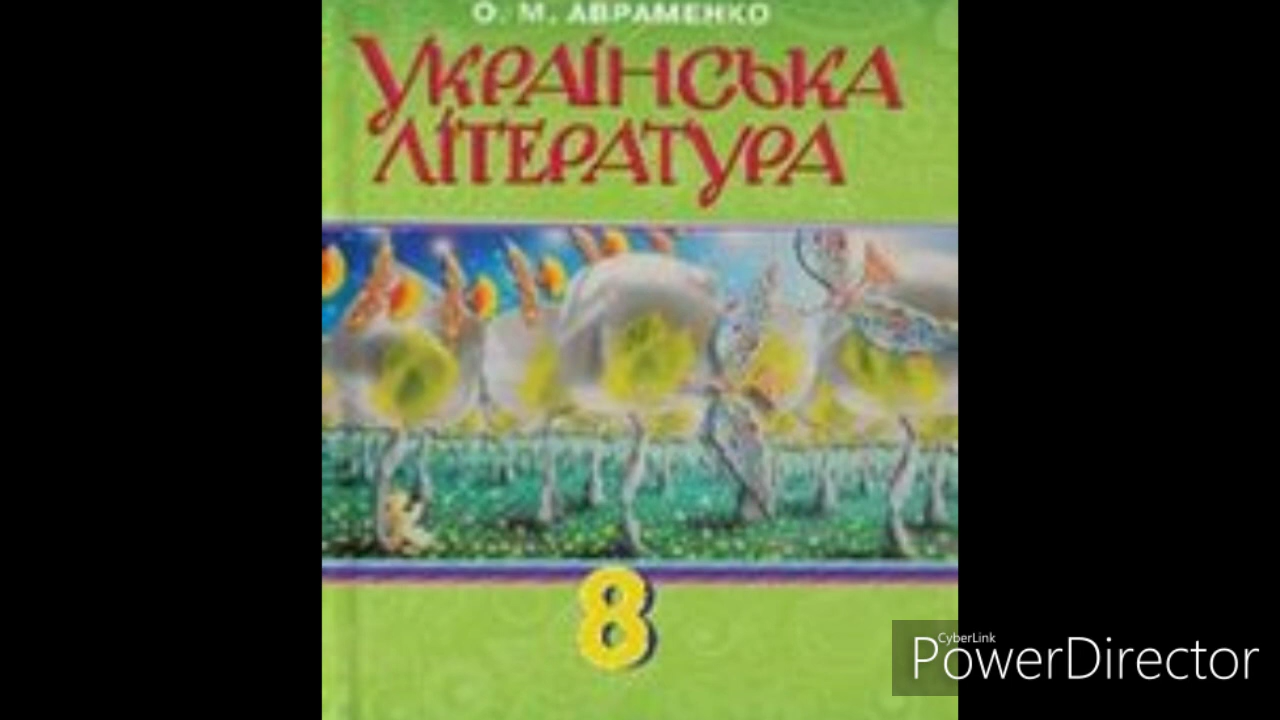 О. М. АВРАМЕНКО
УКРАЇНСЬКА
ЛІТЕРАТУРА
8
CyberLink
PowerDirector